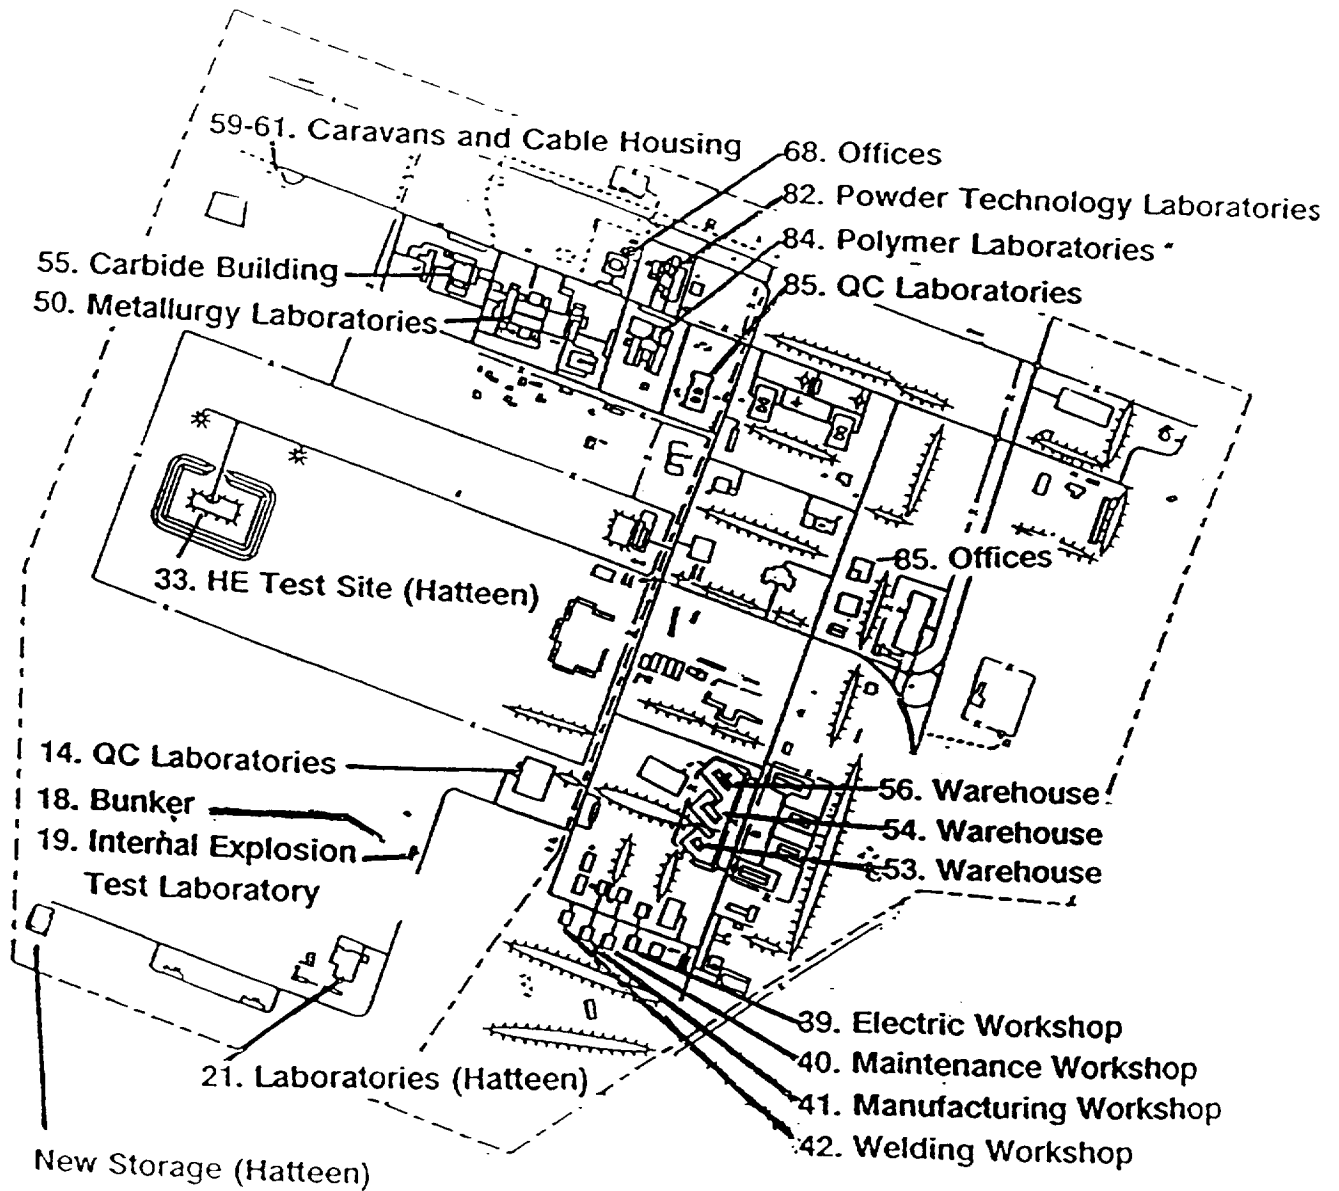 59-61. Caravans and Cable Housing
68. Offices
82. Powder Technology Laboratories
84. Polymer Laboratories
55. Carbide Building
85. QC Laboratories
50. Metallurgy Laboratories
85. Offices
33. HE Test Site (Hatteen)
14. QC Laboratories
18. Bunker
19. Internal Explosion
Test Laboratory
56. Warehouse
54. Warehouse
53. Warehouse
39. Electric Workshop
40. Maintenance Workshop
41. Manufacturing Workshop
42. Welding Workshop
21. Laboratories (Hatteen)
New Storage (Hatteen)